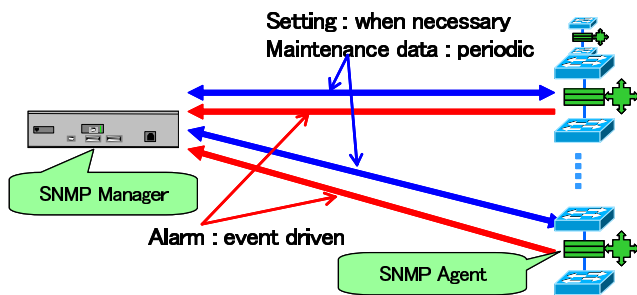 Setting : when necessary
Maintenance data : periodic
SNMP Manager
Alarm : event driven
SNMP Agent